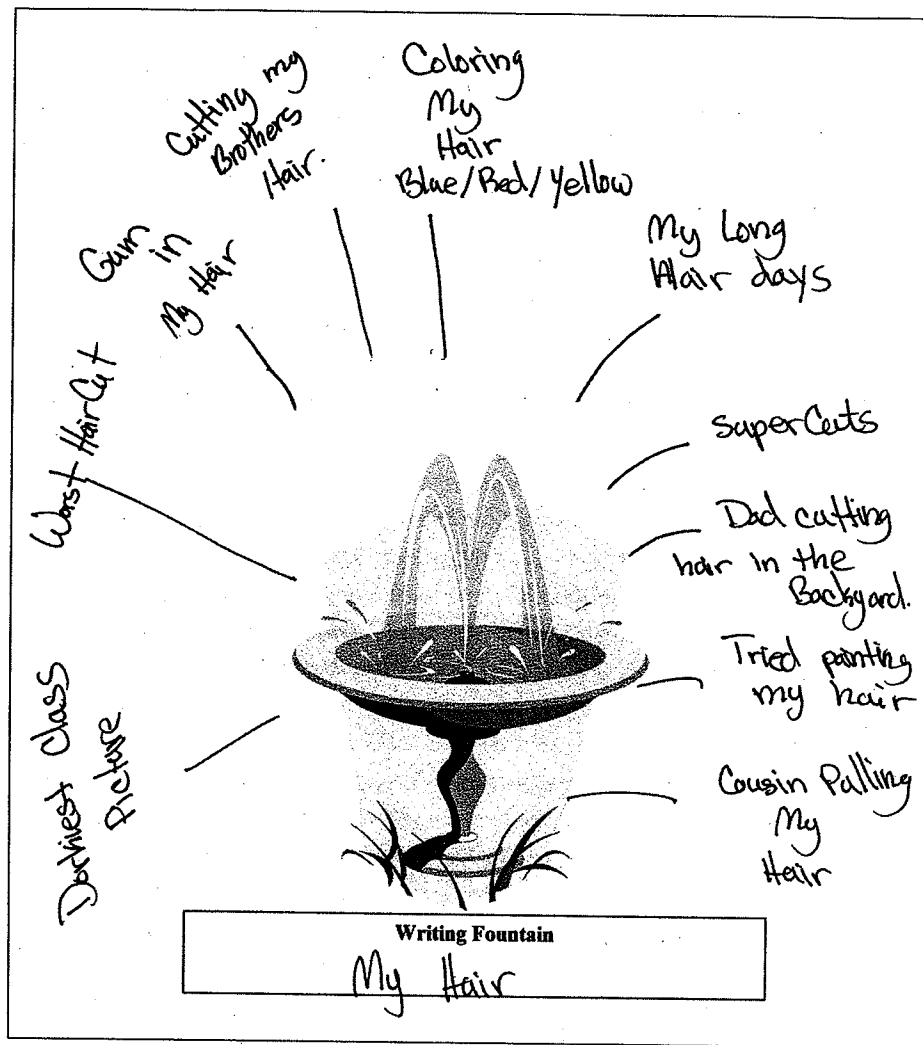 Cutting my
Brothers
Hair.
Coloring
My
Hair
Blue/Red/Yellow
My Long
Hair days
Gum
in
My Hair
Worst HairCut
SuperCuts
Dad cutting
hair in the
Backyard.
Tried painting
my hair
Dorkiest Class
Picture
Cousin Pulling
My
Hair
Writing Fountain
My Hair